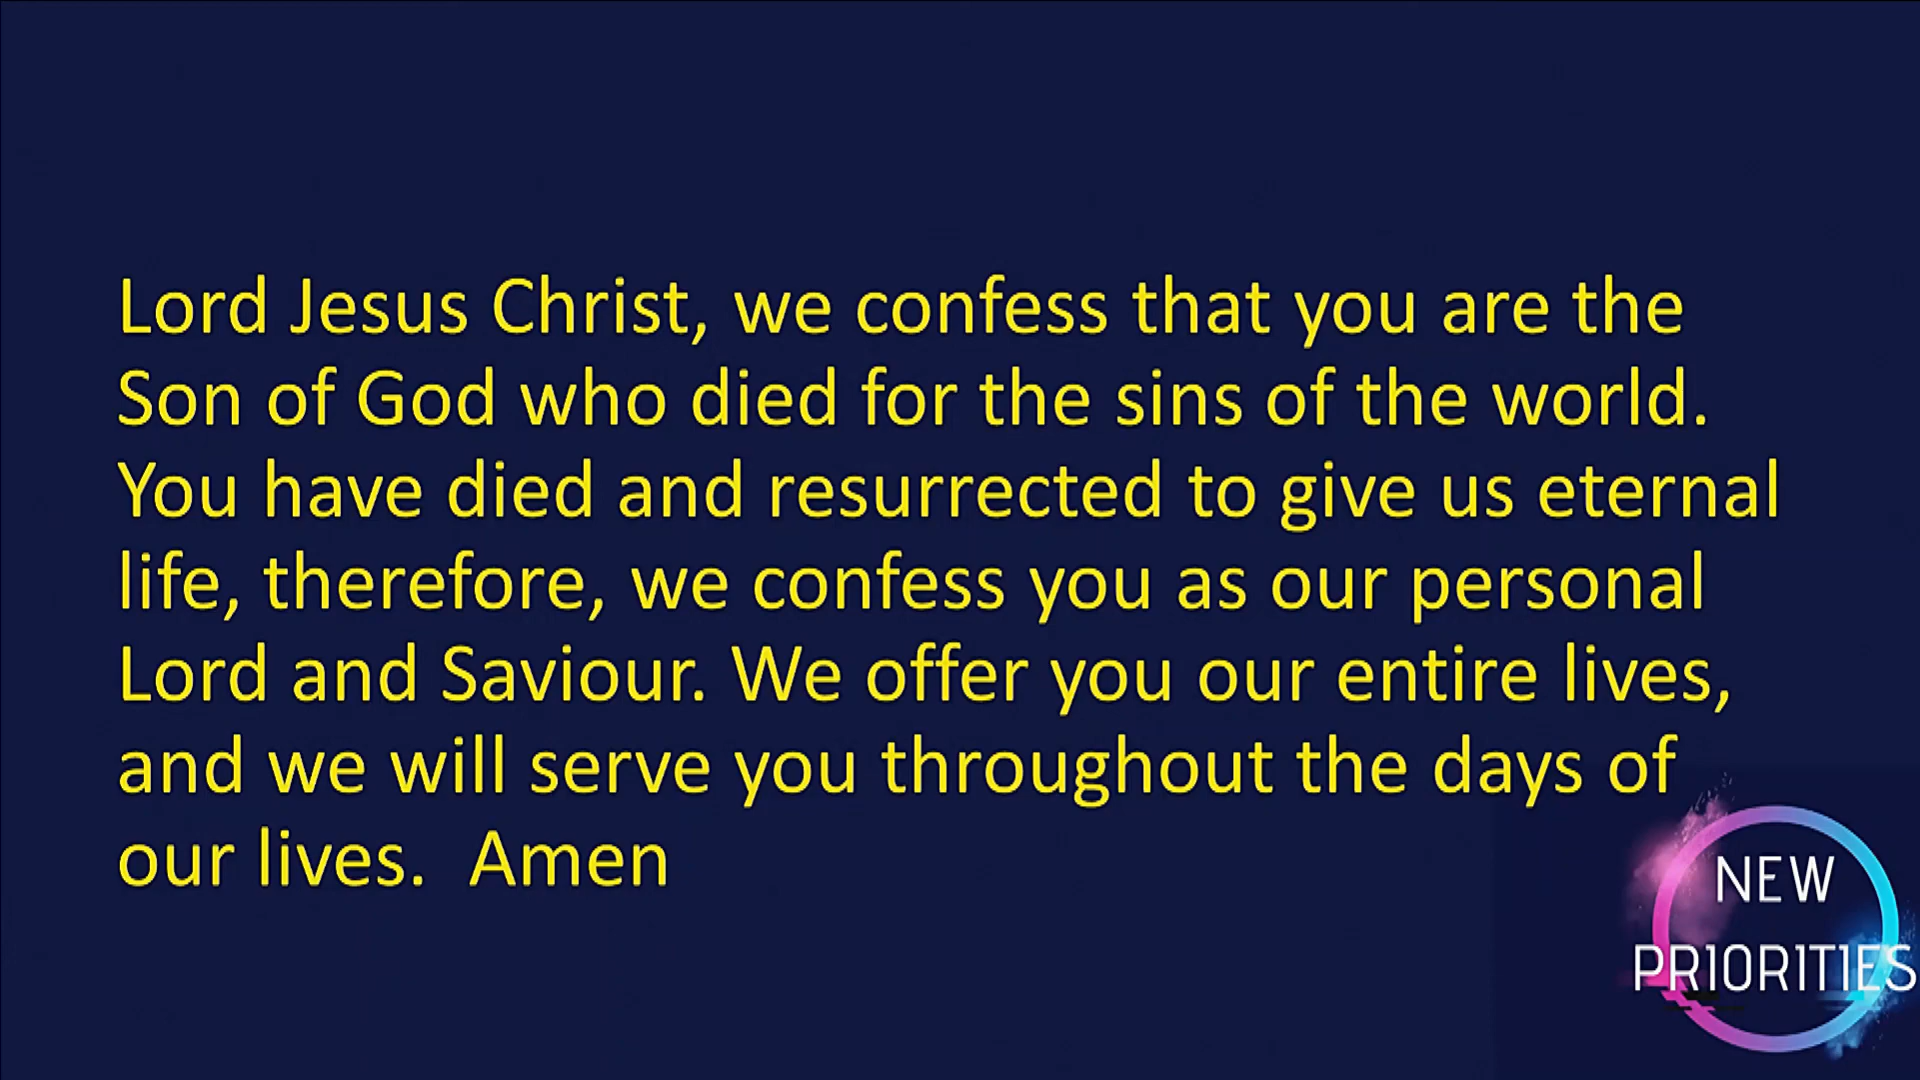 Lord Jesus Christ, we confess that you are the
Son of God who died for the sins of the world.
You have died and resurrected to give us eternal
life, therefore, we confess you as our personal
Lord and Saviour. We offer you our entire lives,
and we will serve you throughout the days of
our lives.  Amen
NEW
PRIORITIES